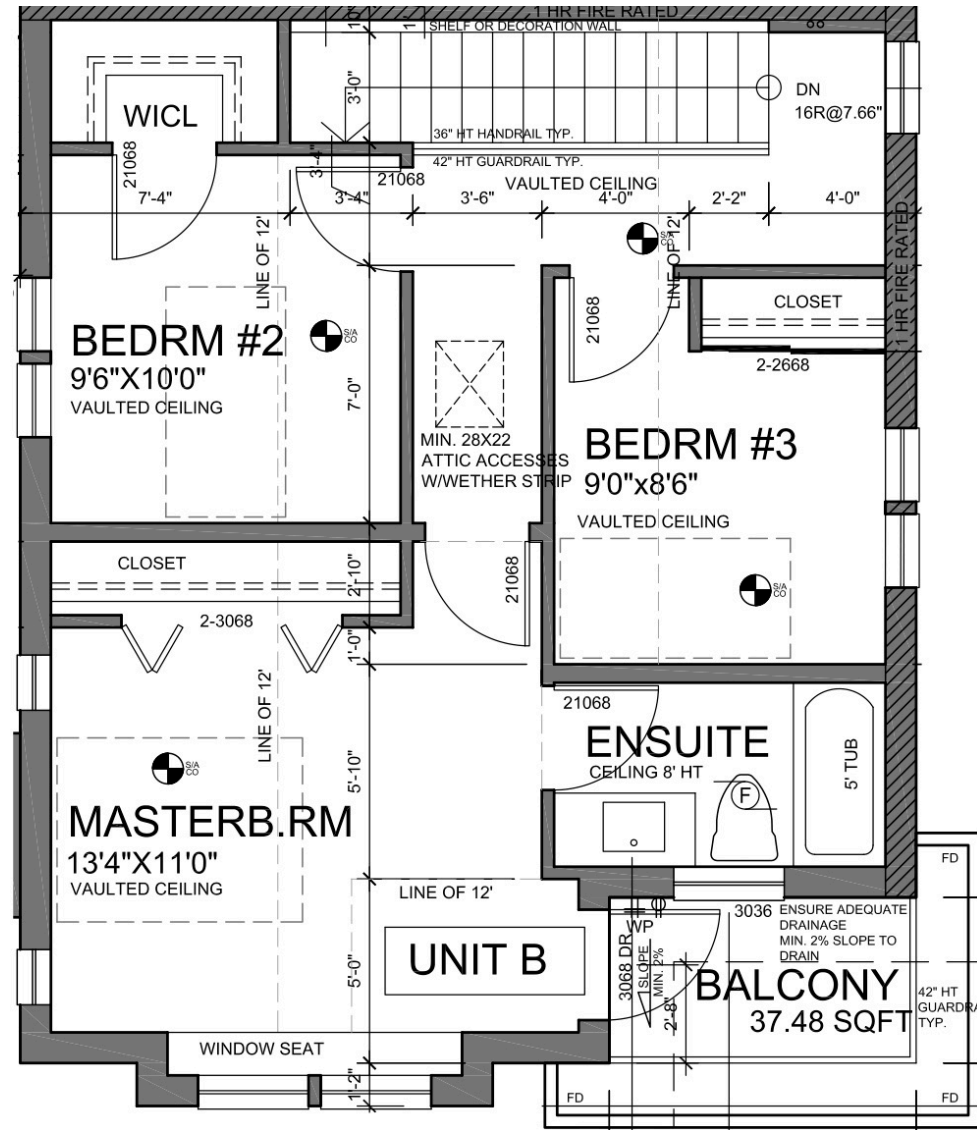 1 HR FIRE RATED
SHELF OR DECORATION WALL
10"
1
WICL
3'-0"
DN
16R@7.66"
36" HT HANDRAIL TYP.
42" HT GUARDRAIL TYP.
21068
3'-4"
21068
VAULTED CEILING
7'-4"
3'-4"
3'-6"
4'-0"
2'-2"
4'-0"
LINE OF 12'
S/A
CO
LINE OF 12'
1 HR FIRE RATED
CLOSET
2-2668
21068
BEDRM #2
9'6"X10'0"
VAULTED CEILING
S/A
CO
7'-0"
MIN. 28X22
ATTIC ACCESSES
W/WETHER STRIP
BEDRM #3
9'0"x8'6"
VAULTED CEILING
S/A
CO
CLOSET
2-3068
2'-10"
21068
1'-0"
LINE OF 12'
21068
ENSUITE
CEILING 8' HT
F
5' TUB
S/A
CO
5'-10"
MASTERB.RM
13'4"X11'0"
VAULTED CEILING
LINE OF 12'
UNIT B
5'-0"
FD
3036
ENSURE ADEQUATE
DRAINAGE
MIN. 2% SLOPE TO
DRAIN
WP
3068 DR
SLOPE
MIN. 2%
2'-8"
BALCONY
37.48 SQFT
42" HT
GUARDRA
TYP.
WINDOW SEAT
1'-2"
FD
FD